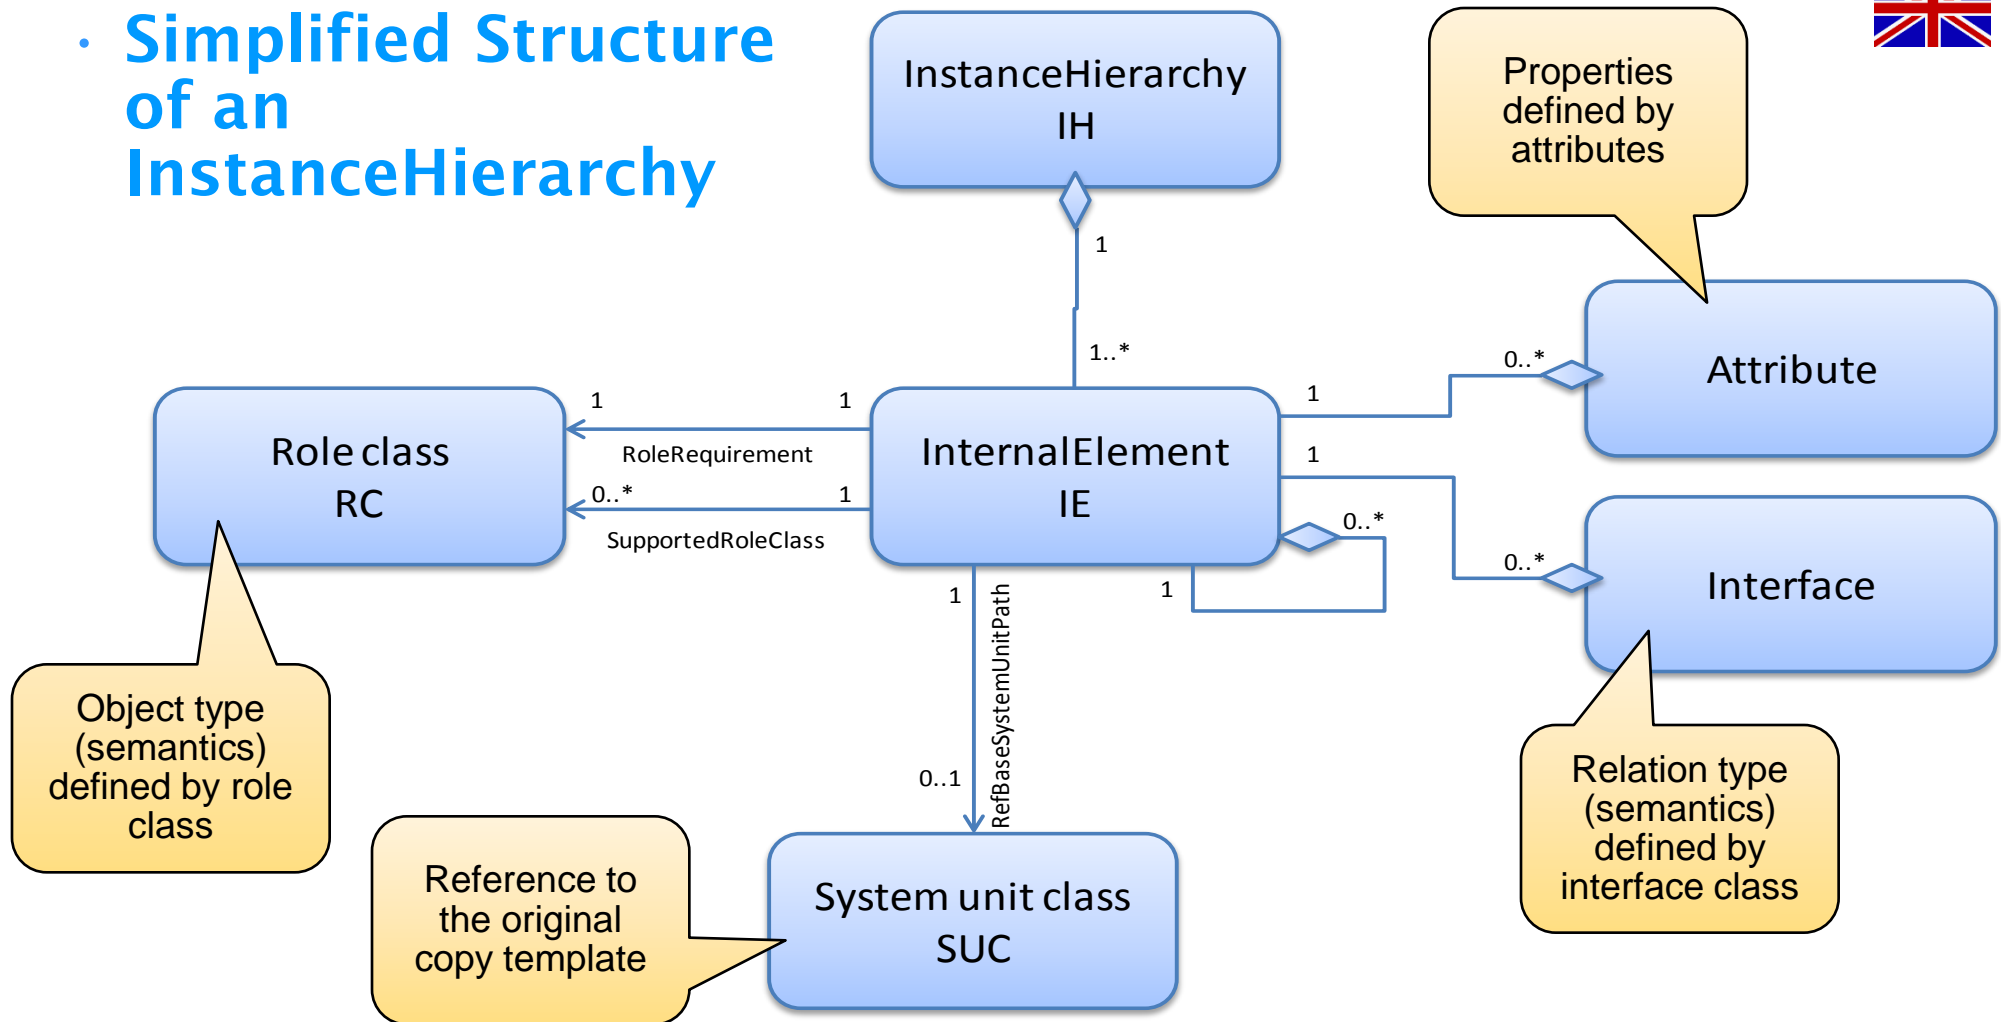 · Simplified Structure
of an
InstanceHierarchy
InstanceHierarchy
IH
Properties
defined by
attributes
1
1..*
0..*
Attribute
1
1
1
Role class
RC
RoleRequirement
InternalElement
IE
1
0..*
1
SupportedRoleClass
0..*
0..*
Interface
1
1
RefBaseSystemUnitPath
0..1
Object type
(semantics)
defined by role
class
Relation type
(semantics)
defined by
interface class
Reference to
the original
copy template
System unit class
SUC